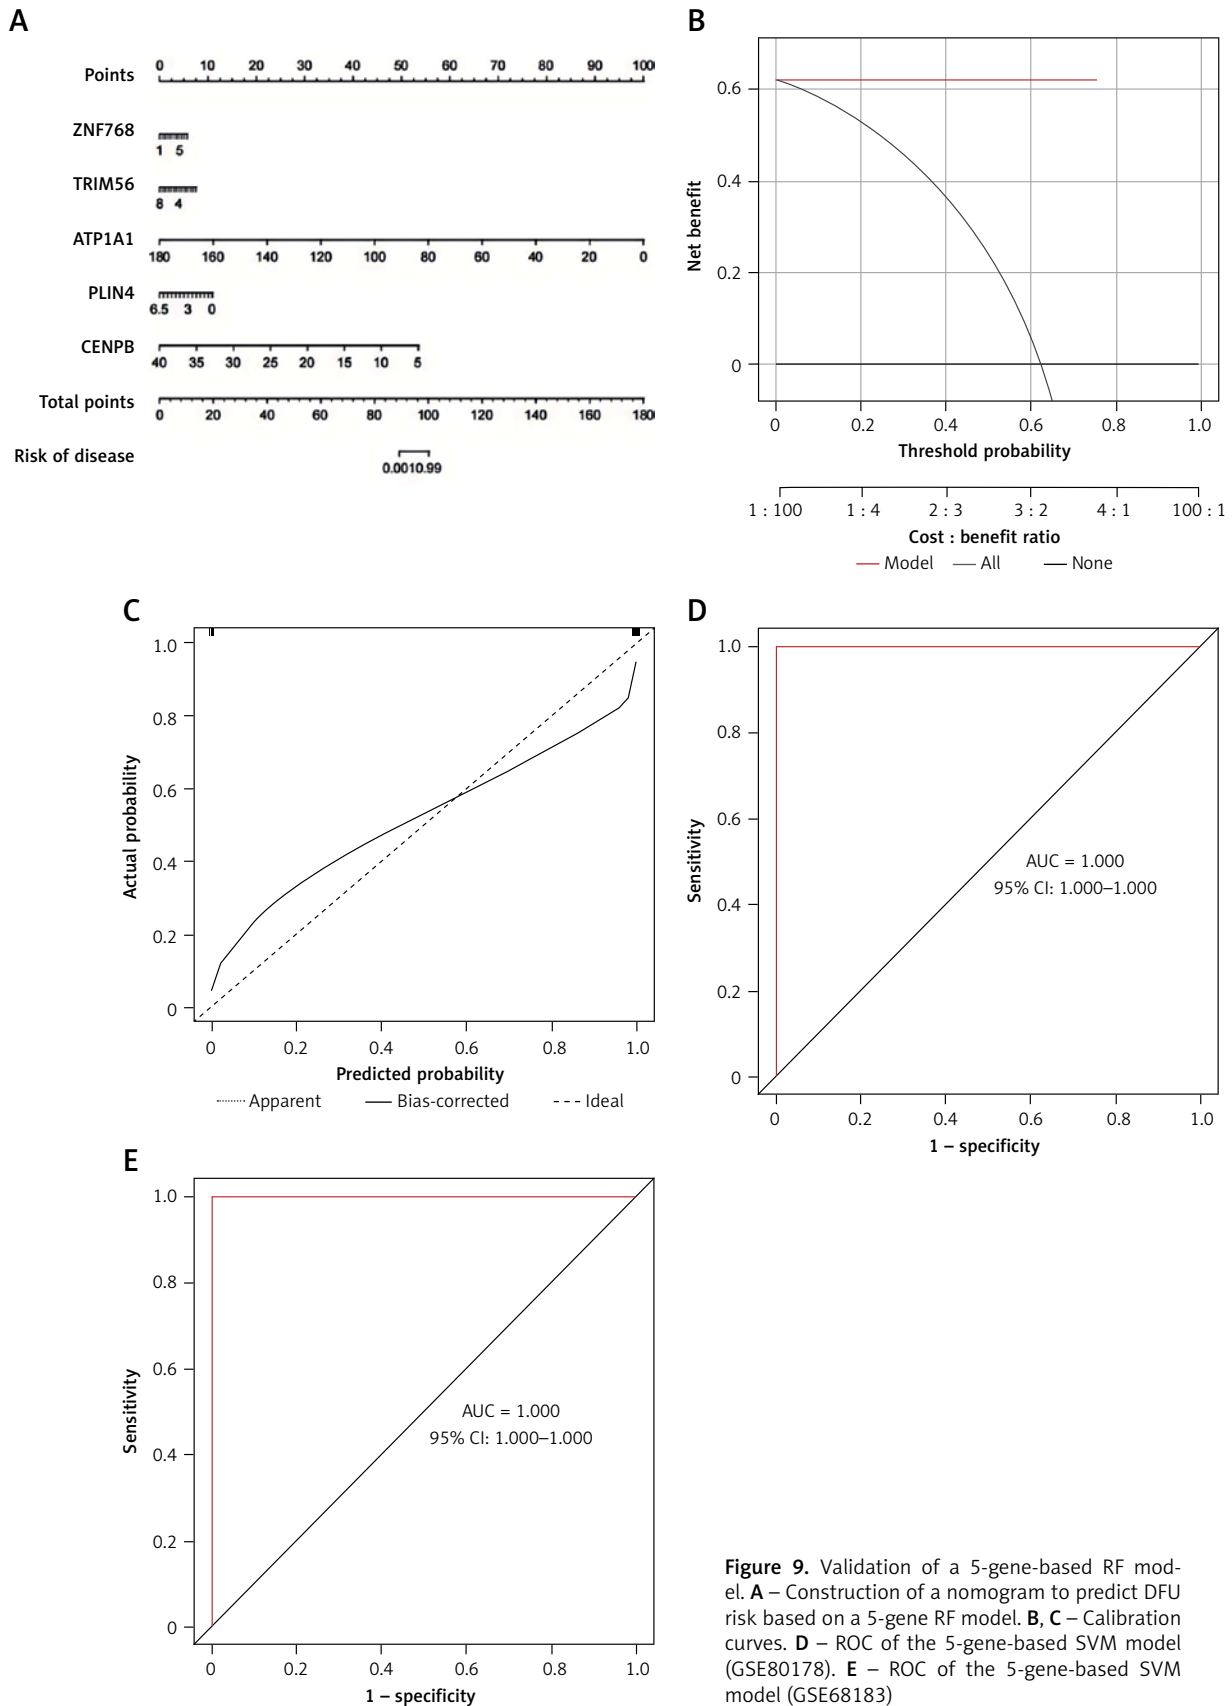 A
Points
0 10 20 30 40 50 60 70 80 90 100
ZNF768
1 5
TRIM56
8 4
ATP1A1
180 160 140 120 100 80 60 40 20 0
PLIN4
6.5 3 0
CENPB
40 35 30 25 20 15 10 5
Total points
0 20 40 60 80 100 120 140 160 180
Risk of disease
0.0010.99
B
Net benefit
0.6
0.4
0.2
0
0 0.2 0.4 0.6 0.8 1.0
Threshold probability
1 : 100 1 : 4 2 : 3 3 : 2 4 : 1 100 : 1
Cost : benefit ratio
Model All None
C
Actual probability
1.0
0.8
0.6
0.4
0.2
0
0 0.2 0.4 0.6 0.8 1.0
Predicted probability
Apparent Bias-corrected Ideal
D
Sensitivity
1.0
0.8
0.6
0.4
0.2
0
AUC = 1.000
95% CI: 1.000–1.000
0 0.2 0.4 0.6 0.8 1.0
1 – specificity
E
Sensitivity
1.0
0.8
0.6
0.4
0.2
0
AUC = 1.000
95% CI: 1.000–1.000
0 0.2 0.4 0.6 0.8 1.0
1 – specificity
Figure 9. Validation of a 5-gene-based RF mod-
el. A – Construction of a nomogram to predict DFU
risk based on a 5-gene RF model. B, C – Calibration
curves. D – ROC of the 5-gene-based SVM model
(GSE80178). E – ROC of the 5-gene-based SVM
model (GSE68183)